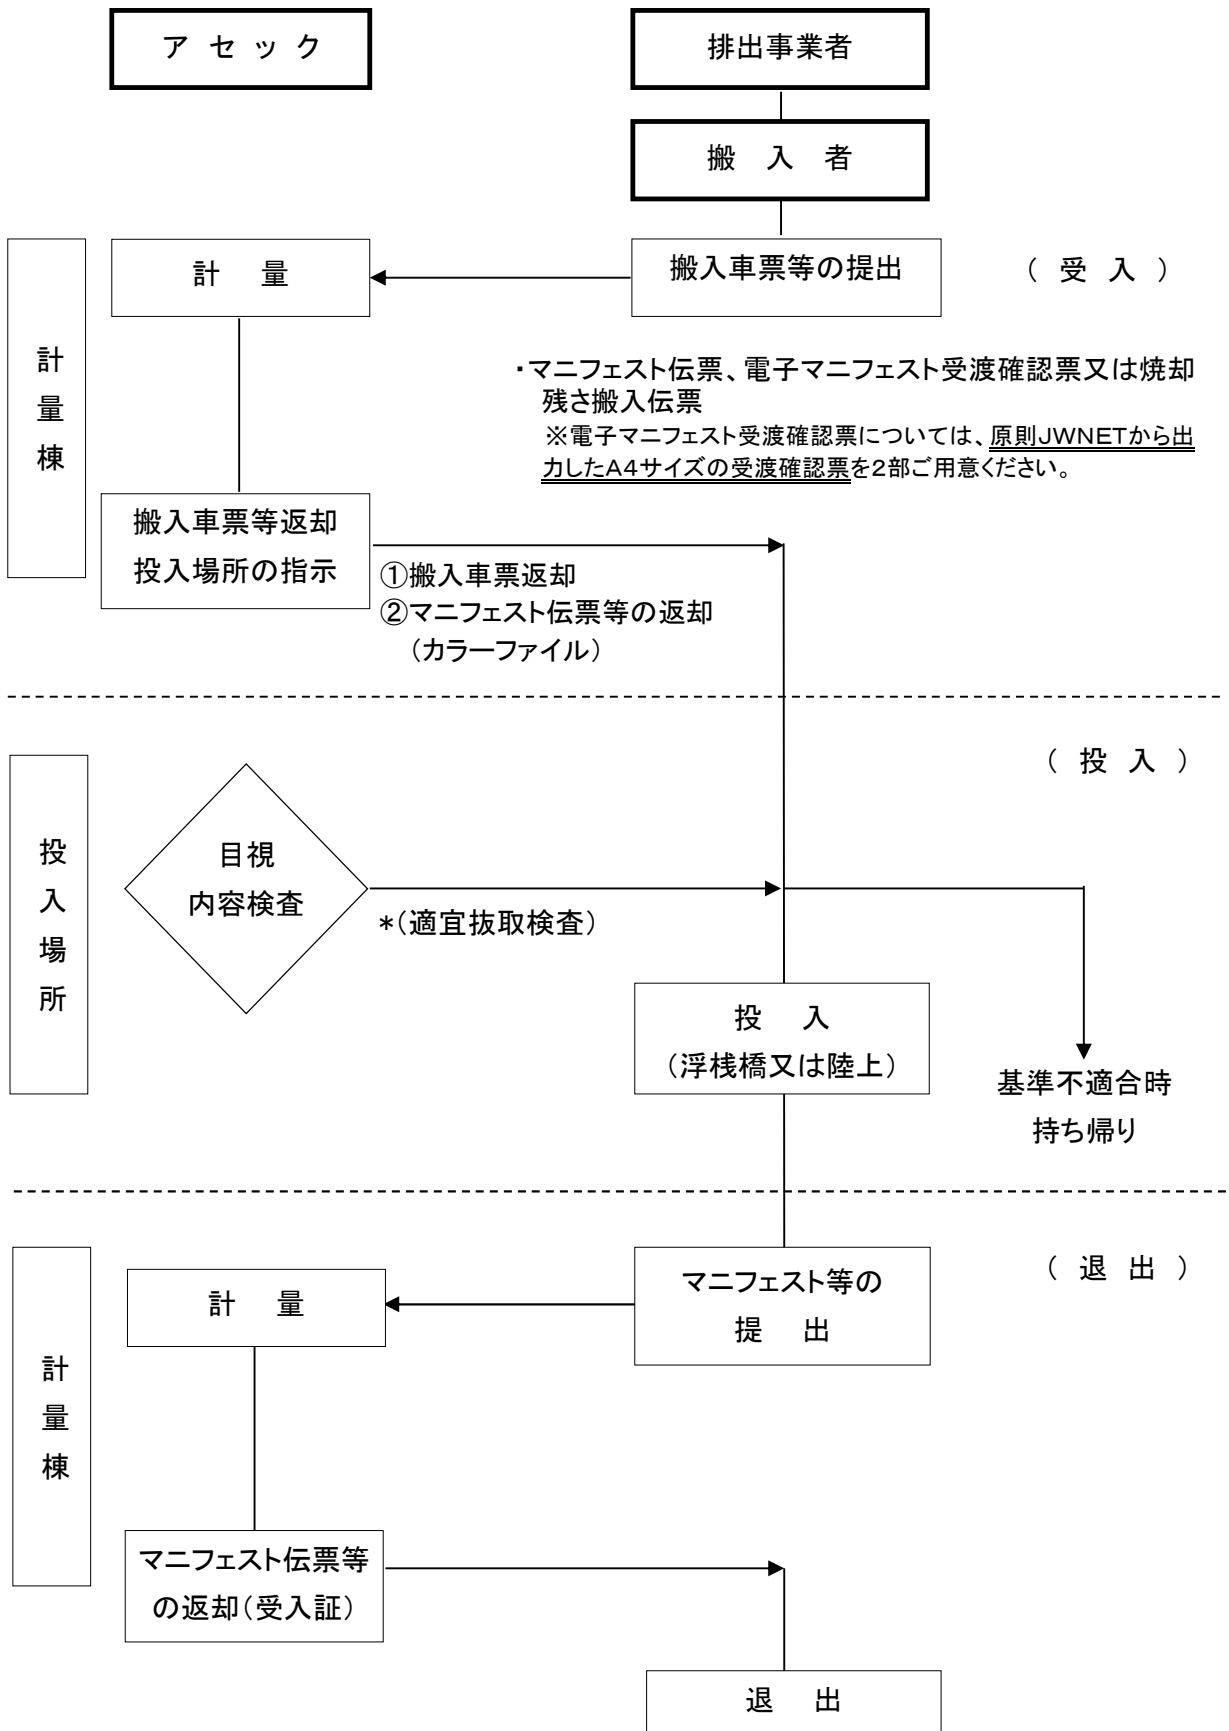 アセック
排出事業者
搬入者
計量棟
計量
搬入車票等の提出
（受入）
・マニフェスト伝票、電子マニフェスト受渡確認票又は焼却
残さ搬入伝票
※電子マニフェスト受渡確認票については、原則JWNETから出
力したA4サイズの受渡確認票を2部ご用意ください。
搬入車票等返却
投入場所の指示
①搬入車票返却
②マニフェスト伝票等の返却
（カラーファイル）
投入場所
（投入）
目視
内容検査
*（適宜抜取検査）
投入
（浮桟橋又は陸上）
基準不適合時
持ち帰り
計量棟
計量
マニフェスト等の
提出
（退出）
マニフェスト伝票等
の返却（受入証）
退出